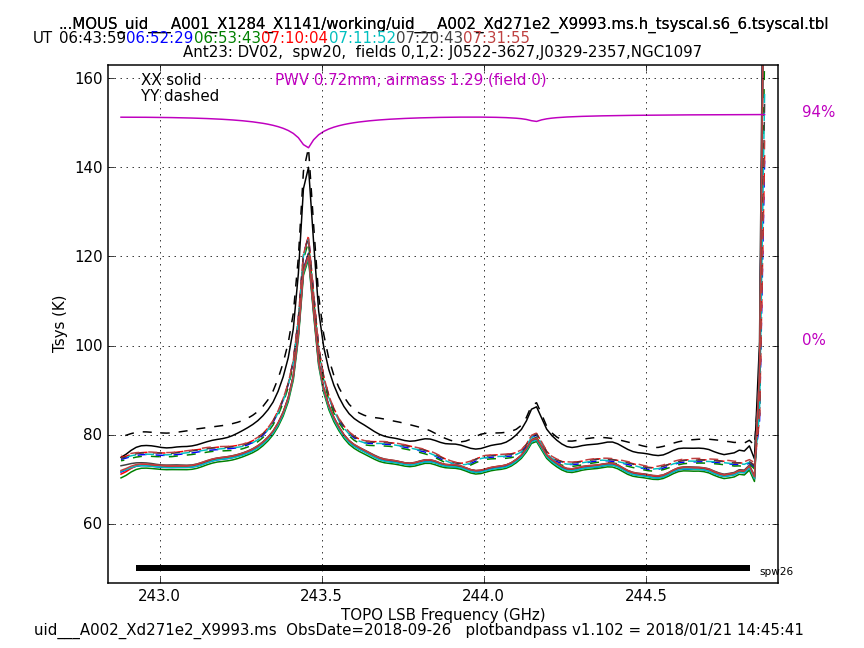 ...MOUS_uid___A001_X1284_X1141/working/uid___A002_Xd271e2_X9993.ms.h_tsyscal.s6_6.tsyscal.tbl
UT 06:43:59 06:52:29 06:53:43 07:10:04 07:11:52 07:20:43 07:31:55
Ant23: DV02, spw20, fields 0,1,2: J0522-3627,J0329-2357,NGC1097
XX solid
YY dashed
PWV 0.72mm, airmass 1.29 (field 0)
94%
0%
160
140
120
100
80
60
Tsys (K)
spw26
243.0 243.5 244.0 244.5
TOPO LSB Frequency (GHz)
uid___A002_Xd271e2_X9993.ms ObsDate=2018-09-26 plotbandpass v1.102 = 2018/01/21 14:45:41